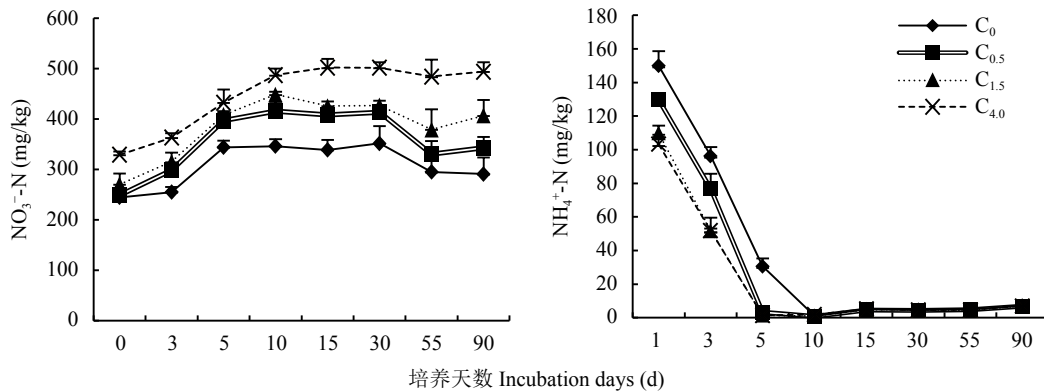 NO₃⁻-N (mg/kg)
600
500
400
300
200
100
0
0 3 5 10 15 30 55 90
NH₄⁺-N (mg/kg)
180
160
140
120
100
80
60
40
20
0
1 3 5 10 15 30 55 90
C₀
C₀.₅
C₁.₅
C₄.₀
培养天数 Incubation days (d)